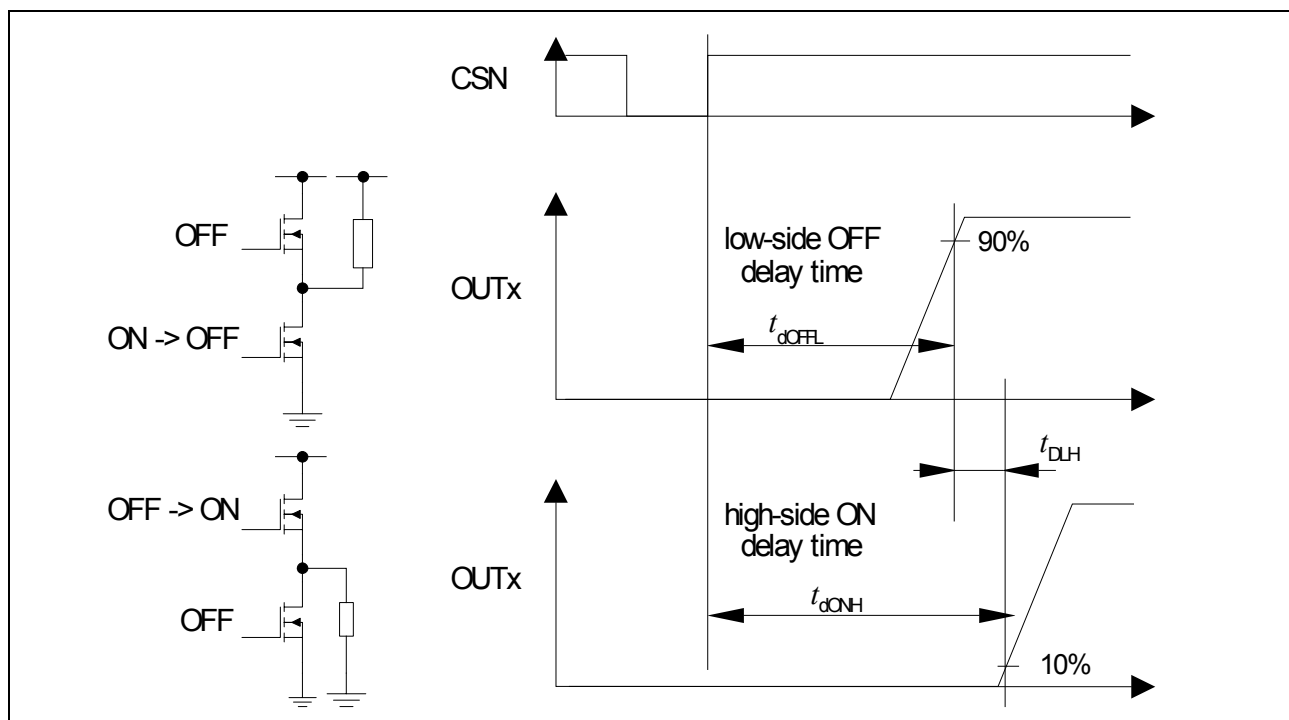 CSN
OFF
ON -> OFF
OUTx
low-side OFF
delay time
90%
tdOFFL
tDLH
OFF -> ON
OFF
OUTx
high-side ON
delay time
tdONH
10%